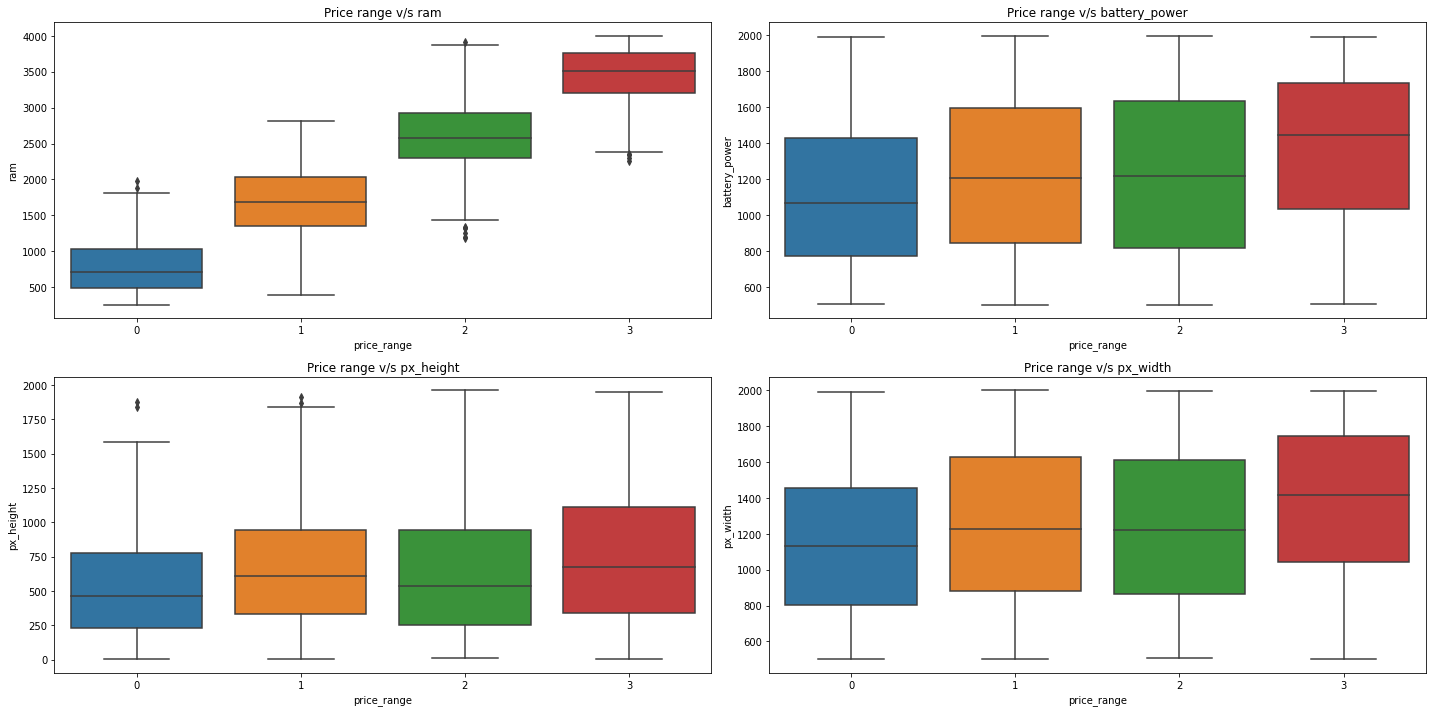 Price range v/s ram
4000
3500
3000
2500
2000
1500
1000
500
ram
0 1 2 3
price_range
Price range v/s battery_power
2000
1800
1600
1400
1200
1000
800
600
battery_power
0 1 2 3
price_range
Price range v/s px_height
2000
1750
1500
1250
1000
750
500
250
0
px_height
0 1 2 3
price_range
Price range v/s px_width
2000
1800
1600
1400
1200
1000
800
600
px_width
0 1 2 3
price_range